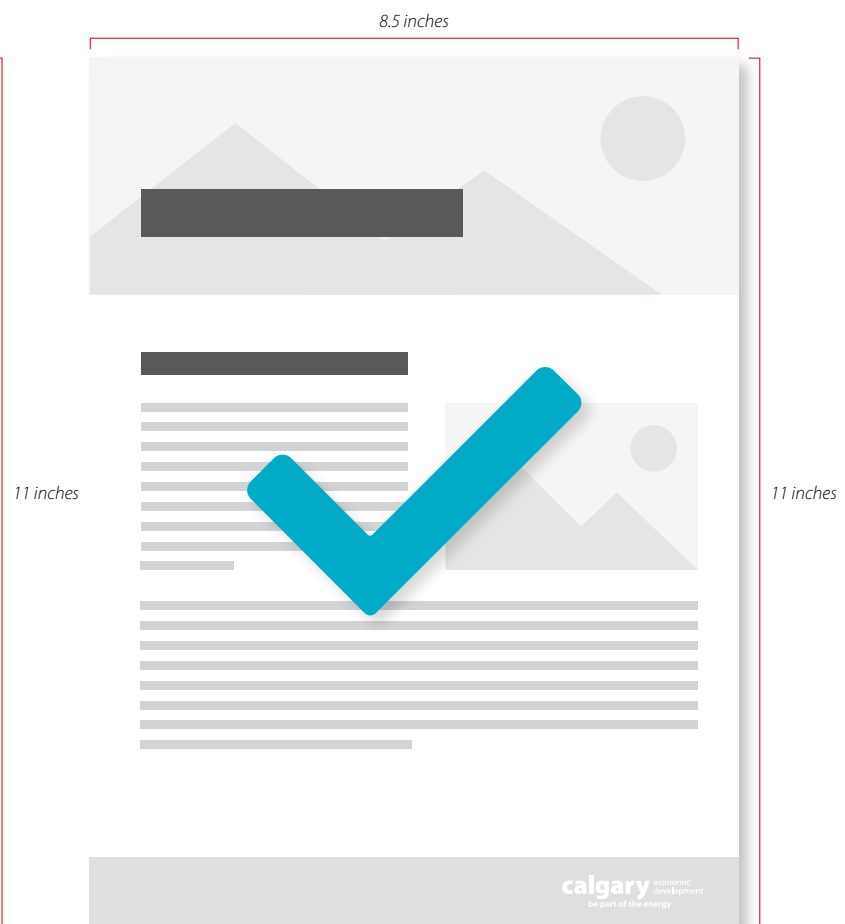 8.5 inches
11 inches
11 inches
calgary economic development
be part of the energy